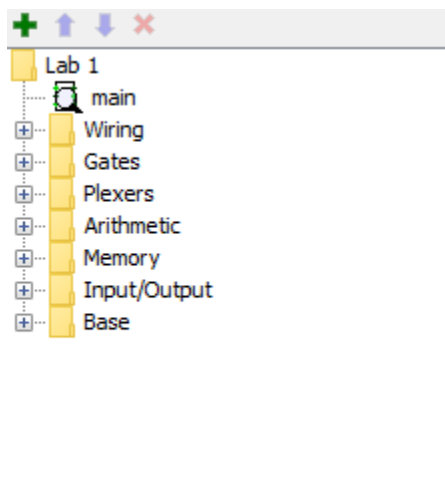 Lab 1
main
Wiring
Gates
Plexers
Arithmetic
Memory
Input/Output
Base